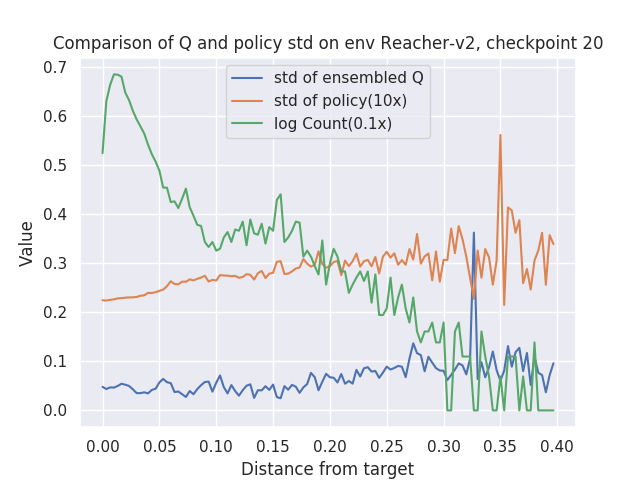 Comparison of Q and policy std on env Reacher-v2, checkpoint 20
std of ensembled Q
std of policy(10x)
log Count(0.1x)
Value
0.7
0.6
0.5
0.4
0.3
0.2
0.1
0.0
0.00 0.05 0.10 0.15 0.20 0.25 0.30 0.35 0.40
Distance from target